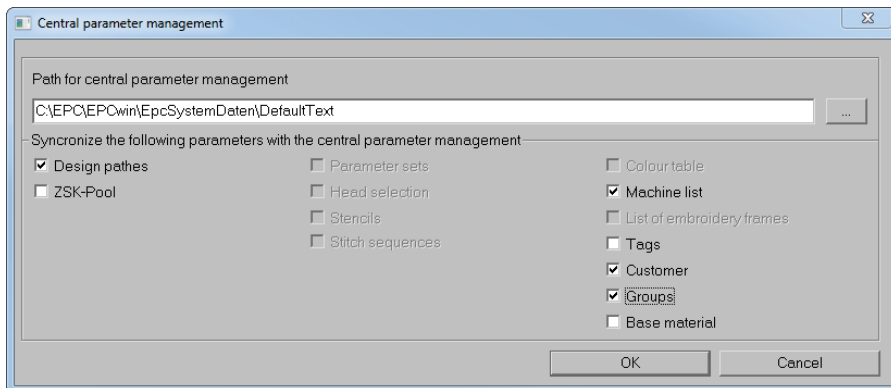 Central parameter management
Path for central parameter management
C:\EPC\EPCwin\EpcSystemDaten\DefaultText
...
Syncronize the following parameters with the central parameter management
Design pathes
Parameter sets
Colour table
ZSK-Pool
Head selection
Machine list
Stencils
List of embroidery frames
Stitch sequences
Tags
Customer
Groups
Base material
OK
Cancel